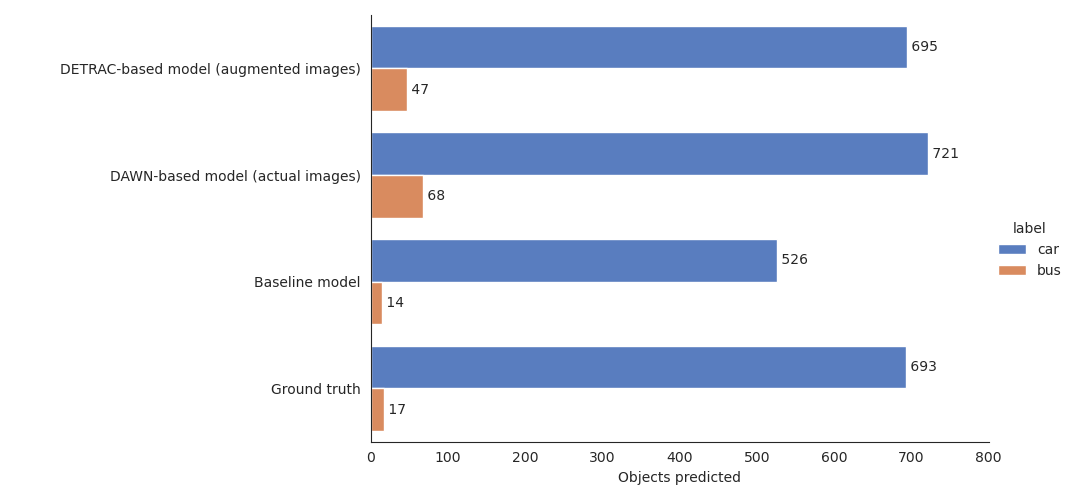 DETRAC-based model (augmented images)
695
47
DAWN-based model (actual images)
721
68
Baseline model
526
14
Ground truth
693
17
label
car
bus
0 100 200 300 400 500 600 700 800
Objects predicted